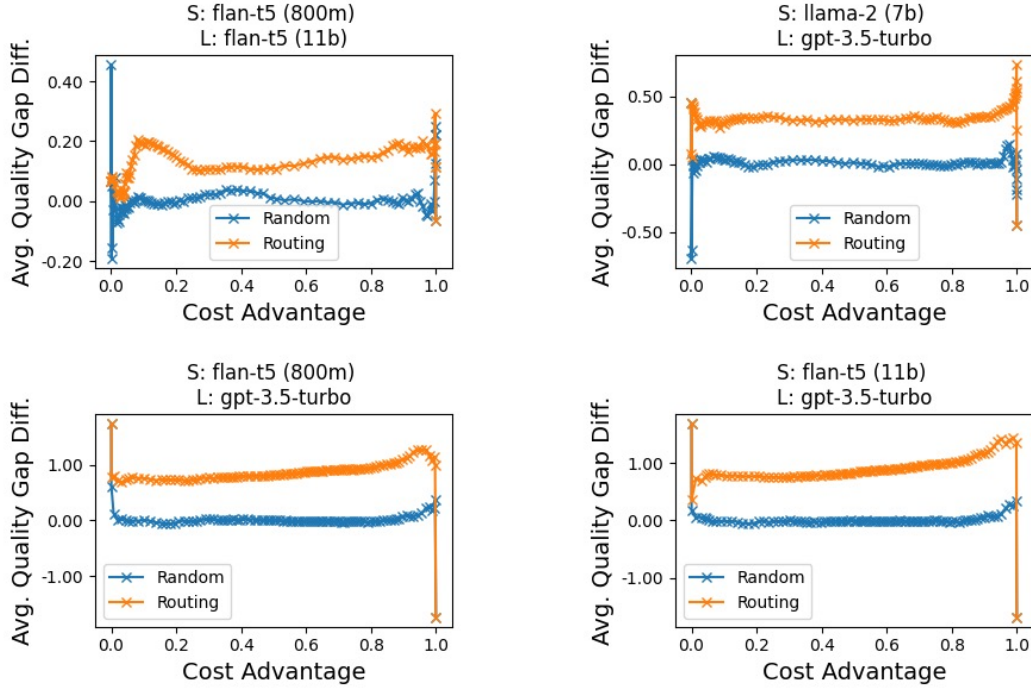 S: flan-t5 (800m)
L: flan-t5 (11b)
Avg. Quality Gap Diff.
0.40
0.20
0.00
-0.20
Random
Routing
0.0 0.2 0.4 0.6 0.8 1.0
Cost Advantage
S: llama-2 (7b)
L: gpt-3.5-turbo
Avg. Quality Gap Diff.
0.50
0.00
-0.50
Random
Routing
0.0 0.2 0.4 0.6 0.8 1.0
Cost Advantage
S: flan-t5 (800m)
L: gpt-3.5-turbo
Avg. Quality Gap Diff.
1.00
0.00
-1.00
Random
Routing
0.0 0.2 0.4 0.6 0.8 1.0
Cost Advantage
S: flan-t5 (11b)
L: gpt-3.5-turbo
Avg. Quality Gap Diff.
1.00
0.00
-1.00
Random
Routing
0.0 0.2 0.4 0.6 0.8 1.0
Cost Advantage